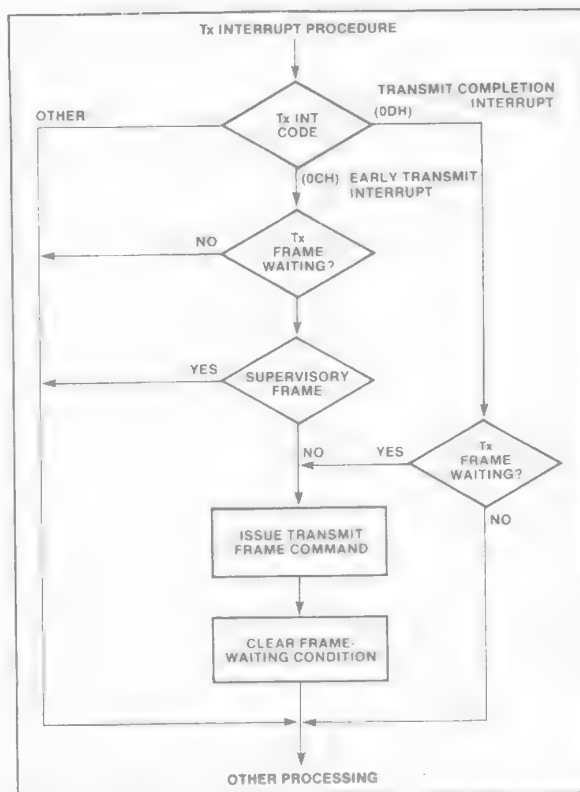 Tx INTERRUPT PROCEDURE
TRANSMIT COMPLETION
INTERRUPT
(0DH)
OTHER
Tx INT
CODE
(0CH) EARLY TRANSMIT
INTERRUPT
NO
Tx
FRAME
WAITING?
YES
SUPERVISORY
FRAME
NO
YES
Tx
FRAME
WAITING?
NO
ISSUE TRANSMIT
FRAME COMMAND
CLEAR FRAME-
WAITING CONDITION
OTHER PROCESSING